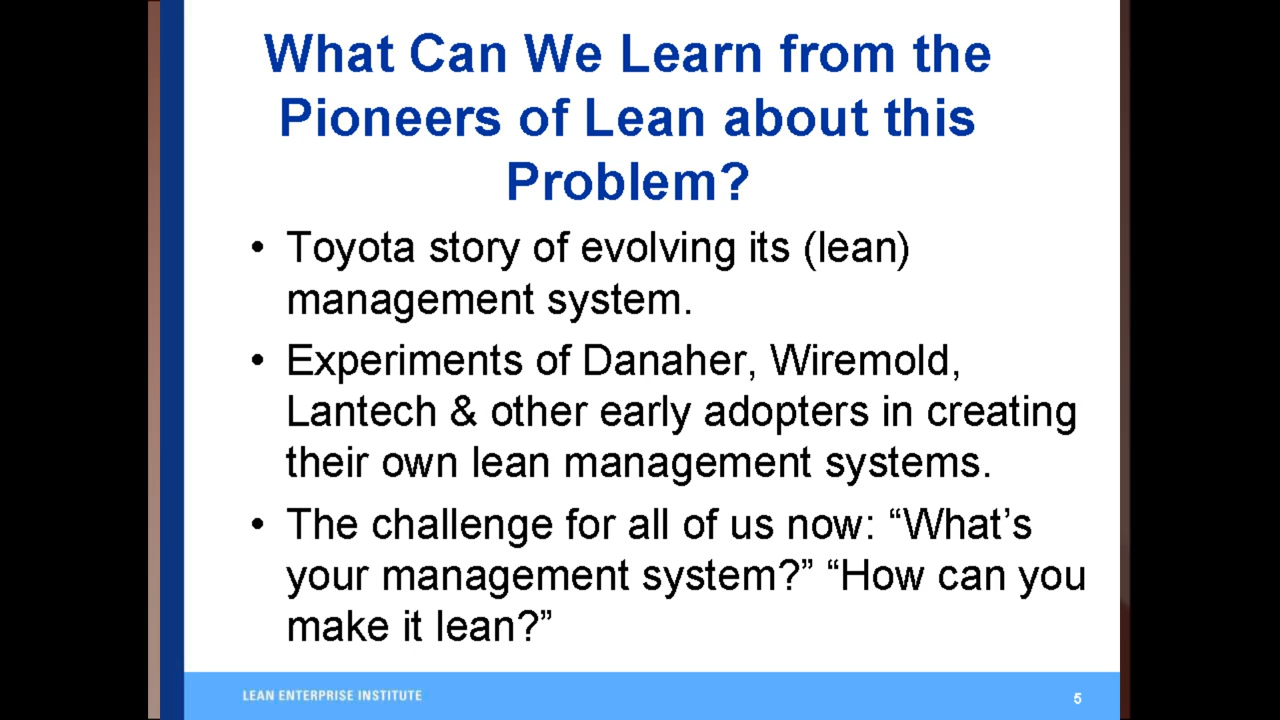 What Can We Learn from the
Pioneers of Lean about this
Problem?
• Toyota story of evolving its (lean)
management system.
• Experiments of Danaher, Wiremold,
Lantech & other early adopters in creating
their own lean management systems.
• The challenge for all of us now: “What’s
your management system?” “How can you
make it lean?”
LEAN ENTERPRISE INSTITUTE
5